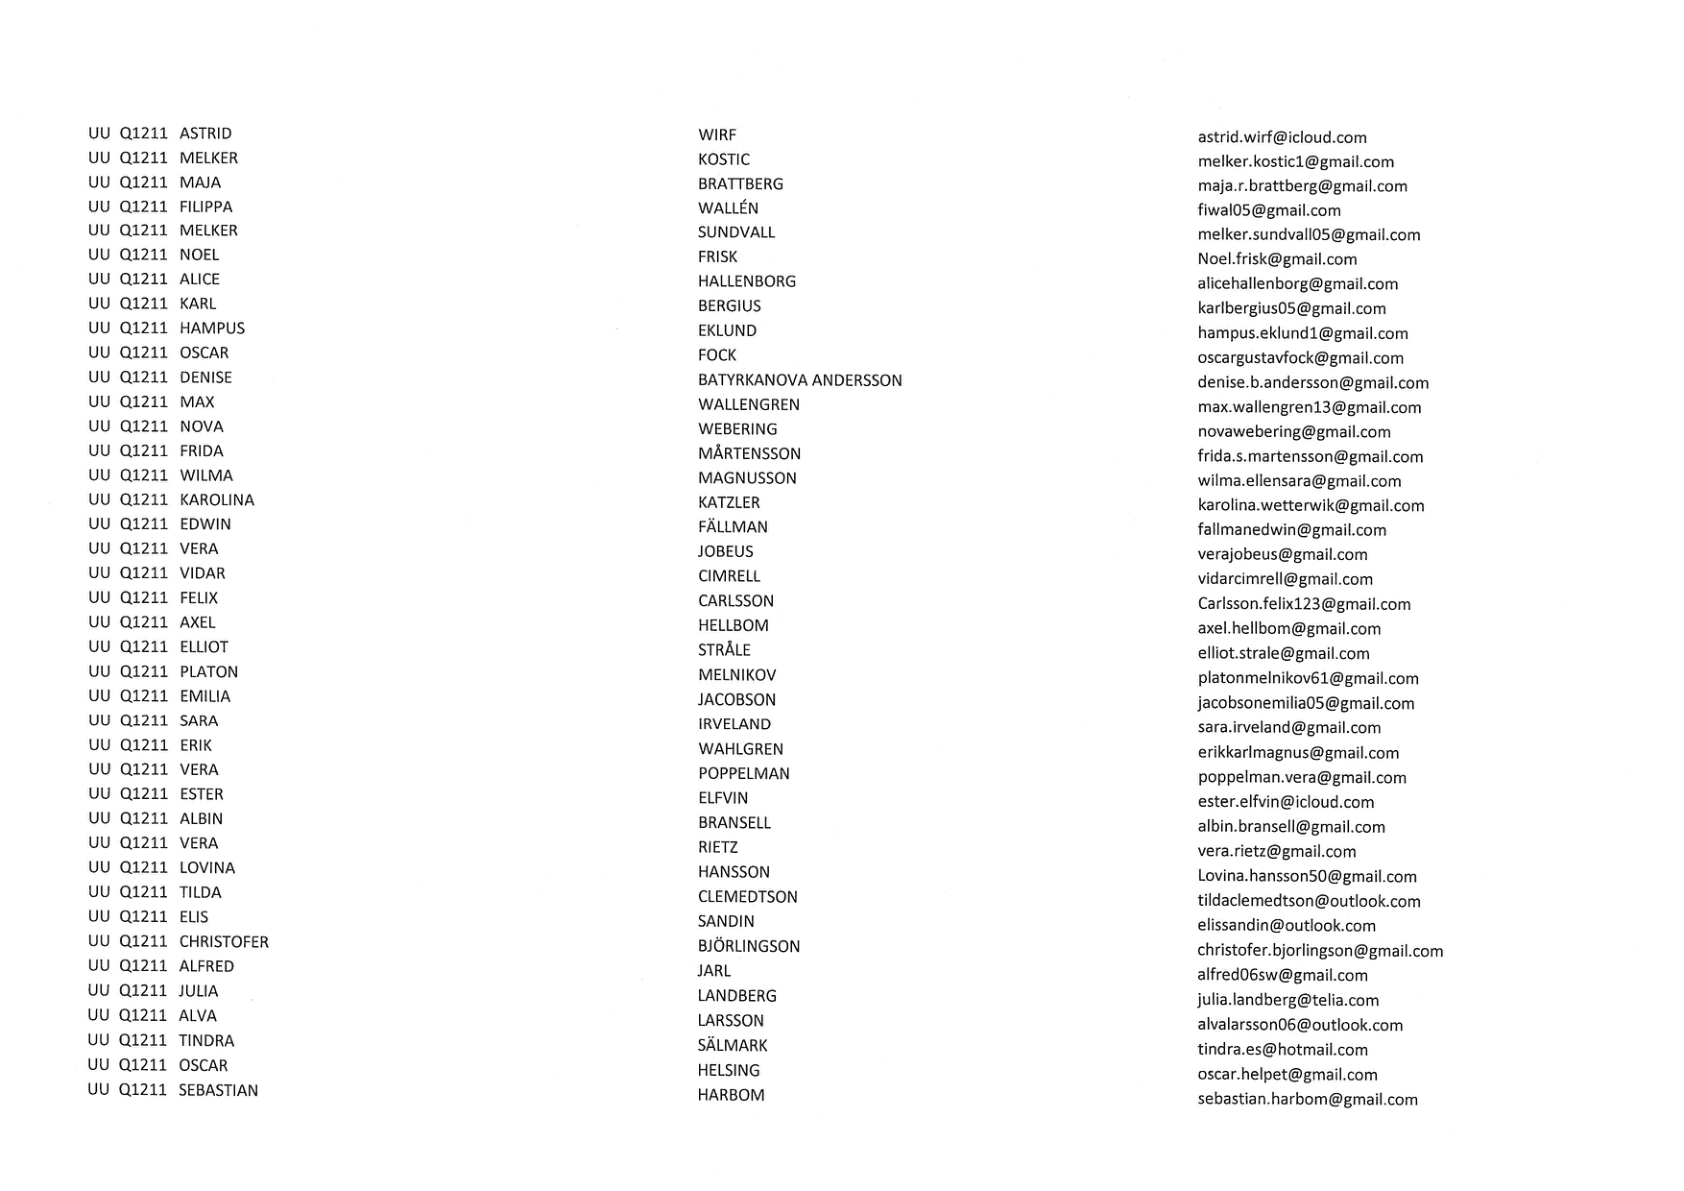 UU Q1211 ASTRID WIRF astrid.wirf@icloud.com
UU Q1211 MELKER KOSTIC melker.kostic1@gmail.com
UU Q1211 MAJA BRATTBERG maja.r.brattberg@gmail.com
UU Q1211 FILIPPA WALLÉN fiwal05@gmail.com
UU Q1211 MELKER SUNDVALL melker.sundvall05@gmail.com
UU Q1211 NOEL FRISK Noel.frisk@gmail.com
UU Q1211 ALICE HALLENBORG alicehallenborg@gmail.com
UU Q1211 KARL BERGIUS karlbergius05@gmail.com
UU Q1211 HAMPUS EKLUND hampus.eklund1@gmail.com
UU Q1211 OSCAR FOCK oscargustavfock@gmail.com
UU Q1211 DENISE BATYRKANOVA ANDERSSON denise.b.andersson@gmail.com
UU Q1211 MAX WALLENGREN max.wallengren13@gmail.com
UU Q1211 NOVA WEBERING novawebering@gmail.com
UU Q1211 FRIDA MÅRTENSSON frida.s.martensson@gmail.com
UU Q1211 WILMA MAGNUSSON wilma.ellensara@gmail.com
UU Q1211 KAROLINA KATZLER karolina.wetterwik@gmail.com
UU Q1211 EDWIN FÄLLMAN fallmanedwin@gmail.com
UU Q1211 VERA JOBEUS verajobeus@gmail.com
UU Q1211 VIDAR CIMRELL vidarcimrell@gmail.com
UU Q1211 FELIX CARLSSON Carlsson.felix123@gmail.com
UU Q1211 AXEL HELLBOM axel.hellbom@gmail.com
UU Q1211 ELLIOT STRÅLE elliot.strale@gmail.com
UU Q1211 PLATON MELNIKOV platonmelnikov61@gmail.com
UU Q1211 EMILIA JACOBSON jacobsonemilia05@gmail.com
UU Q1211 SARA IRVELAND sara.irveland@gmail.com
UU Q1211 ERIK WAHLGREN erikkarlmagnus@gmail.com
UU Q1211 VERA POPPELMAN poppelman.vera@gmail.com
UU Q1211 ESTER ELFVIN ester.elfvin@icloud.com
UU Q1211 ALBIN BRANSELL albin.bransell@gmail.com
UU Q1211 VERA RIETZ vera.rietz@gmail.com
UU Q1211 LOVINA HANSSON Lovina.hansson50@gmail.com
UU Q1211 TILDA CLEMEDTSON tildaclemedtson@outlook.com
UU Q1211 ELIS SANDIN elissandin@outlook.com
UU Q1211 CHRISTOFER BJÖRLINGSON christofer.bjorlingson@gmail.com
UU Q1211 ALFRED JARL alfred06sw@gmail.com
UU Q1211 JULIA LANDBERG julia.landberg@telia.com
UU Q1211 ALVA LARSSON alvalarsson06@outlook.com
UU Q1211 TINDRA SÄLMARK tindra.es@hotmail.com
UU Q1211 OSCAR HELSING oscar.helpet@gmail.com
UU Q1211 SEBASTIAN HARBOM sebastian.harbom@gmail.com